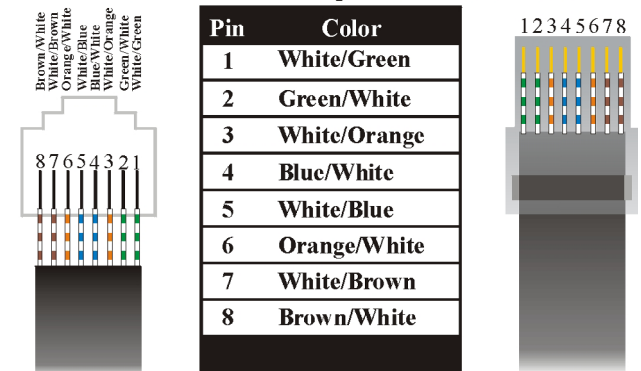 Brown/White
White/Brown
Orange/White
White/Blue
Blue/White
White/Orange
Green/White
White/Green
87654321
Pin Color
1 White/Green
2 Green/White
3 White/Orange
4 Blue/White
5 White/Blue
6 Orange/White
7 White/Brown
8 Brown/White
12345678